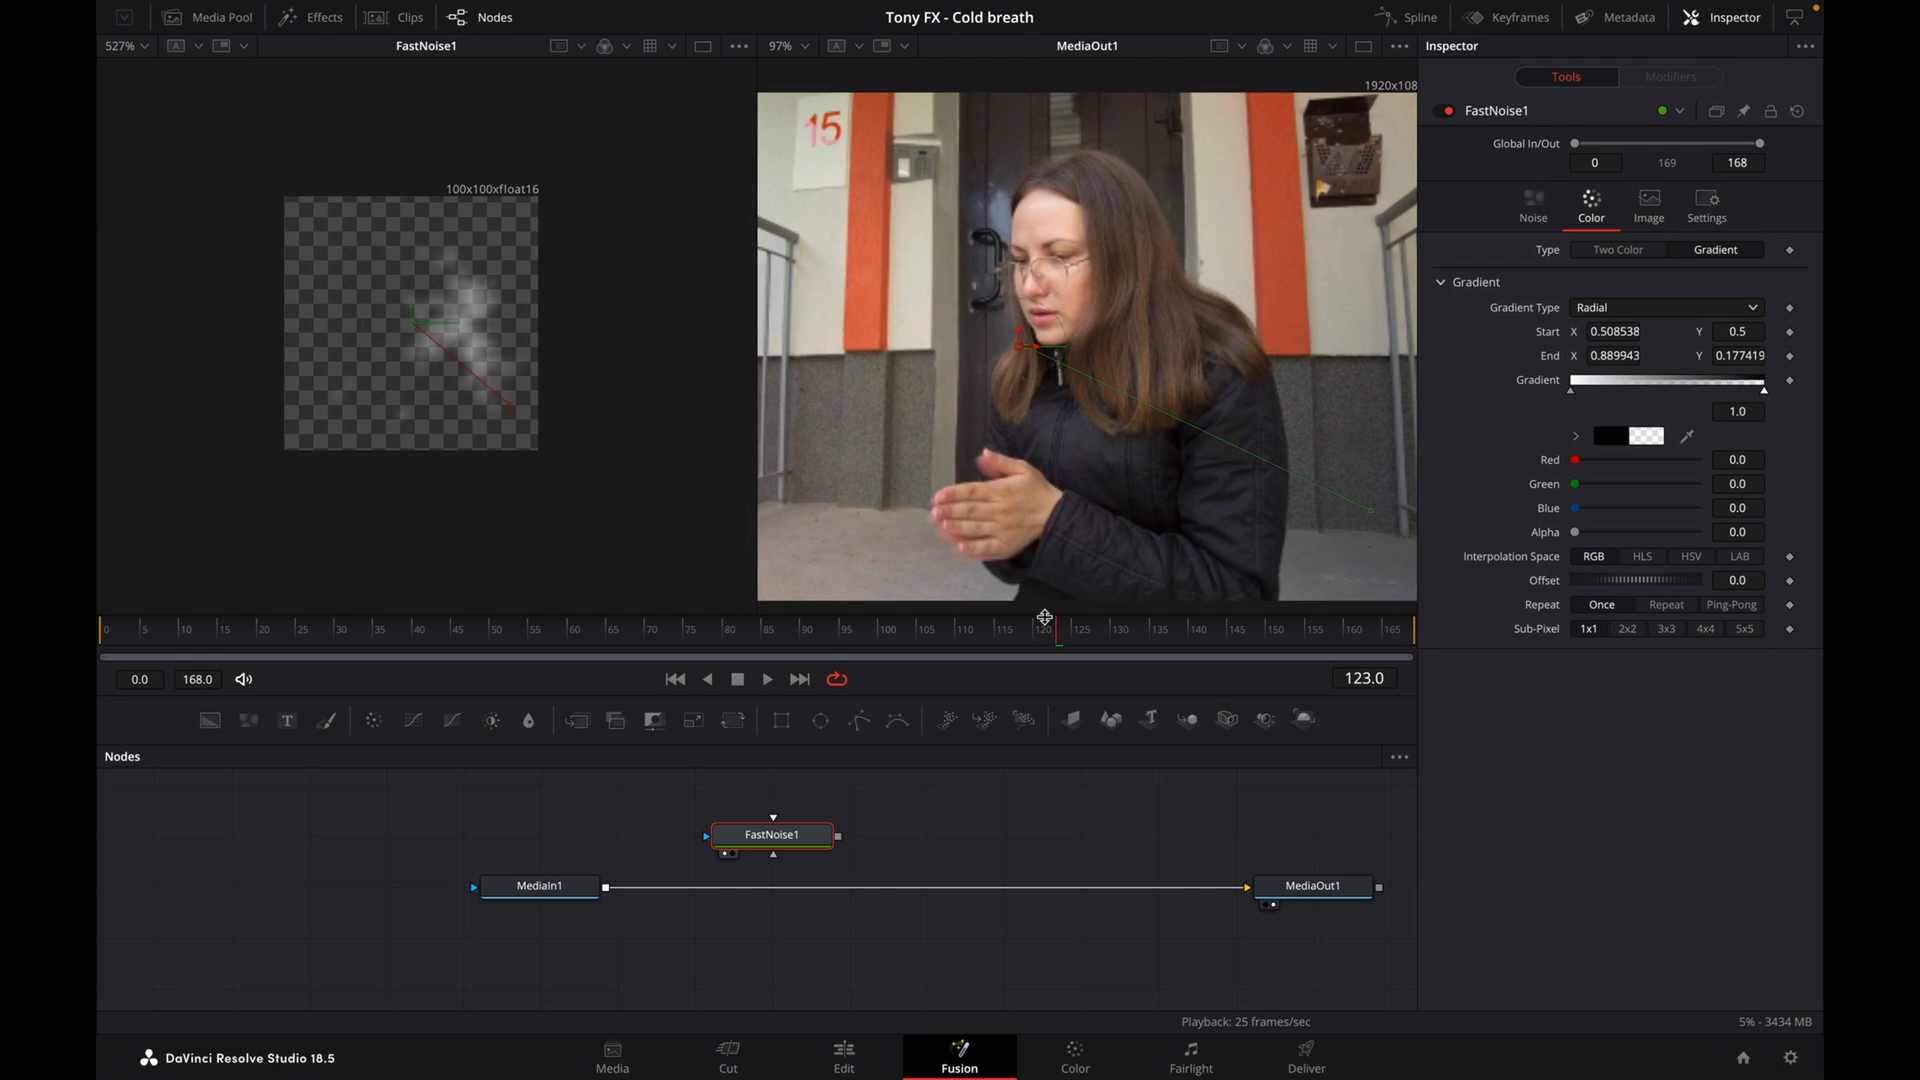 Media Pool Effects Clips Nodes Tony FX - Cold breath Spline Keyframes Metadata Inspector
527% A FastNoise1 97% A MediaOut1 Inspector
1920x108
100x100xfloat16
15
Tools Modifiers
FastNoise1
Global In/Out
0 169 168
Noise Color Image Settings
Type Two Color Gradient
Gradient
Gradient Type Radial
Start X 0.508538 Y 0.5
End X 0.889943 Y 0.177419
Gradient
1.0
Red 0.0
Green 0.0
Blue 0.0
Alpha 0.0
Interpolation Space RGB HLS HSV LAB
Offset 0.0
Repeat Once Repeat Ping-Pong
Sub-Pixel 1x1 2x2 3x3 4x4 5x5
0 5 10 15 20 25 30 35 40 45 50 55 60 65 70 75 80 85 90 95 100 105 110 115 120 125 130 135 140 145 150 155 160 165
0.0 168.0 123.0
T T
Nodes
FastNoise1
MediaIn1 MediaOut1
Playback: 25 frames/sec 5% - 3434 MB
DaVinci Resolve Studio 18.5
Media Cut Edit Fusion Color Fairlight Deliver